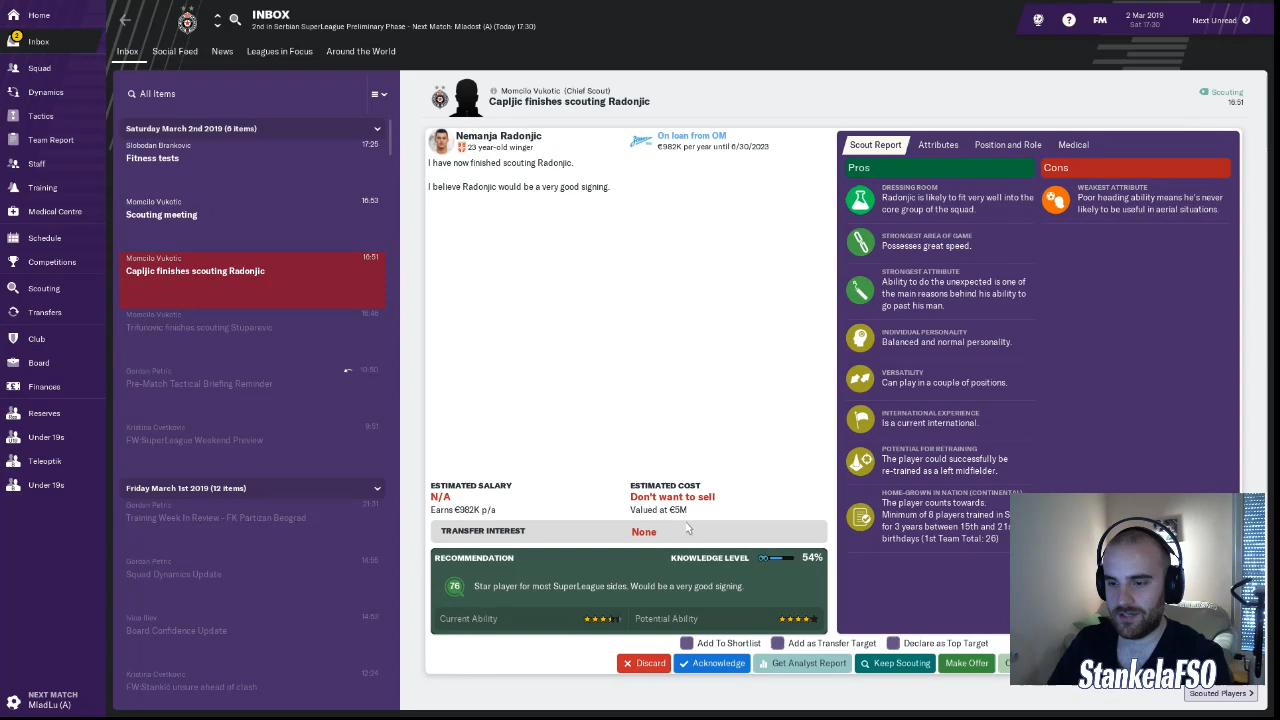 Home
Inbox
2
Squad
Dynamics
Tactics
Team Report
Staff
Training
Medical Centre
Schedule
Competitions
Scouting
Transfers
Club
Board
Finances
Reserves
Under 19s
Teleoptik
Under 19s
NEXT MATCH
MladLu (A)
INBOX
2nd in Serbian SuperLeague Preliminary Phase - Next Match: Mladost (A) (Today 17:30)
FM
2 Mar 2019
Sat 17:30
Next Unread
Inbox
Social Feed
News
Leagues in Focus
Around the World
All Items
Saturday March 2nd 2019 (6 items)
Slobodan Brankovic
17:25
Fitness tests
Momcilo Vukotic
16:53
Scouting meeting
Momcilo Vukotic
16:51
Capljic finishes scouting Radonjic
Momcilo Vukotic
16:46
Trifunovic finishes scouting Stuparevic
Gordan Petric
10:50
Pre-Match Tactical Briefing Reminder
Kristina Cvetkovic
9:51
FW:SuperLeague Weekend Preview
Friday March 1st 2019 (12 items)
Gordan Petric
21:31
Training Week In Review - FK Partizan Beograd
Gordan Petric
14:55
Squad Dynamics Update
Ivica Iliev
14:53
Board Confidence Update
Kristina Cvetkovic
12:24
FW:Stankic unsure ahead of clash
Momcilo Vukotic (Chief Scout)
Capljic finishes scouting Radonjic
Scouting
16:51
Nemanja Radonjic
23 year-old winger
On loan from OM
€982K per year until 6/30/2023
I have now finished scouting Radonjic.
I believe Radonjic would be a very good signing.
ESTIMATED SALARY
N/A
Earns €982K p/a
ESTIMATED COST
Don't want to sell
Valued at €5M
TRANSFER INTEREST
None
RECOMMENDATION
KNOWLEDGE LEVEL
54%
76
Star player for most SuperLeague sides. Would be a very good signing.
Current Ability
Potential Ability
Scout Report
Attributes
Position and Role
Medical
Pros
DRESSING ROOM
Radonjic is likely to fit very well into the
core group of the squad.
STRONGEST AREA OF GAME
Possesses great speed.
STRONGEST ATTRIBUTE
Ability to do the unexpected is one of
the main reasons behind his ability to
go past his man.
INDIVIDUAL PERSONALITY
Balanced and normal personality.
VERSATILITY
Can play in a couple of positions.
INTERNATIONAL EXPERIENCE
Is a current international.
POTENTIAL FOR RETRAINING
The player could successfully be
re-trained as a left midfielder.
HOME-GROWN IN NATION (CONTINENTAL)
The player counts towards:
Minimum of 6 players trained in S
for 3 years between 15th and 21s
birthdays (1st Team Total: 26)
Cons
WEAKEST ATTRIBUTE
Poor heading ability means he's never
likely to be useful in aerial situations.
Add To Shortlist
Add as Transfer Target
Declare as Top Target
Discard
Acknowledge
Get Analyst Report
Keep Scouting
Make Offer
StankelaFSO
Scouted Players